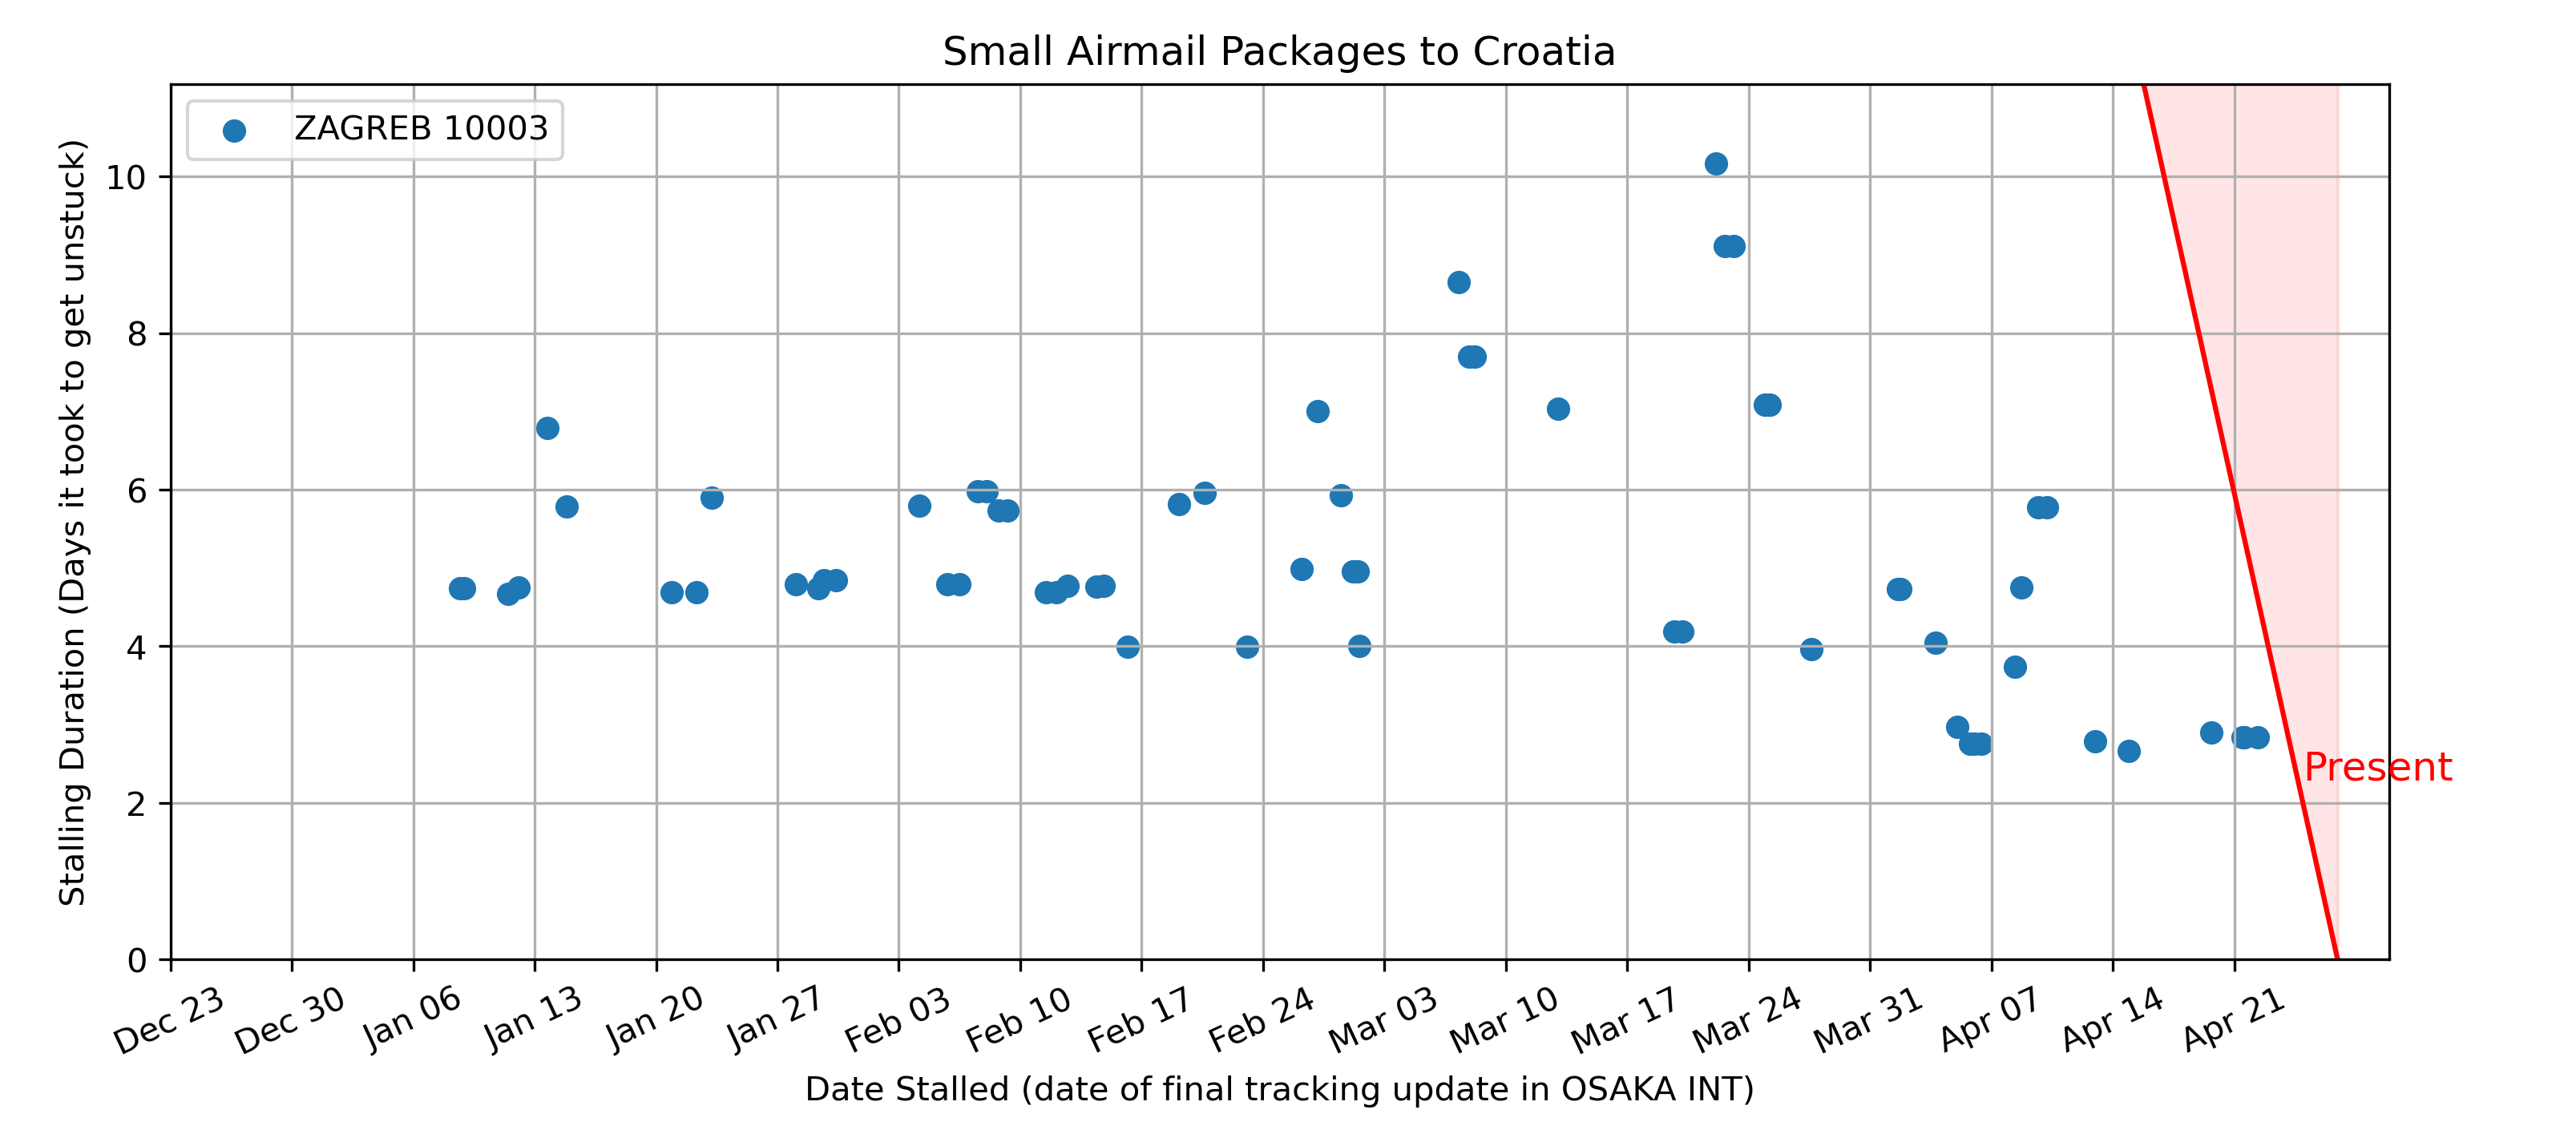 Small Airmail Packages to Croatia
ZAGREB 10003
Stalling Duration (Days it took to get unstuck)
10
8
6
4
2
0
Present
Dec 23
Dec 30
Jan 06
Jan 13
Jan 20
Jan 27
Feb 03
Feb 10
Feb 17
Feb 24
Mar 03
Mar 10
Mar 17
Mar 24
Mar 31
Apr 07
Apr 14
Apr 21
Date Stalled (date of final tracking update in OSAKA INT)